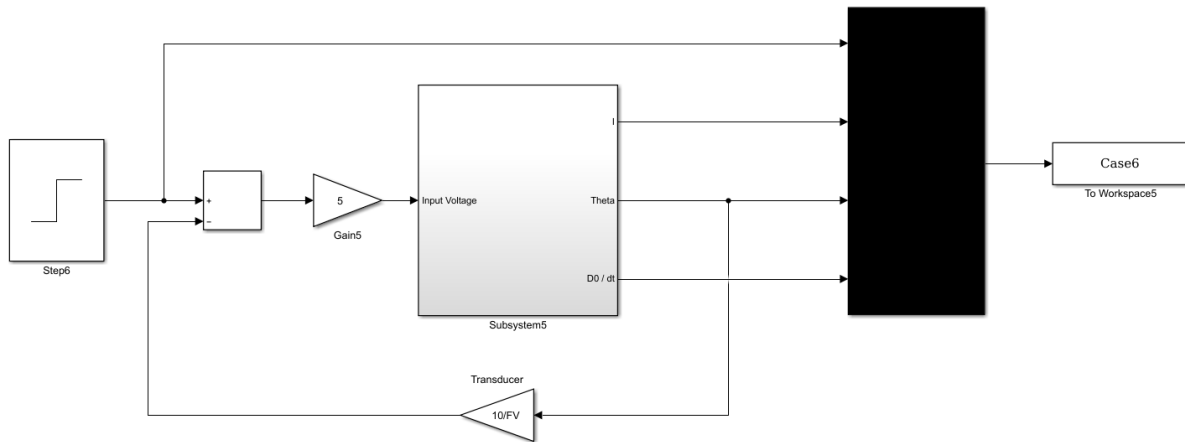 I
Case6
To Workspace5
+
−
5
Gain5
Input Voltage
Theta
Step6
D0 / dt
Subsystem5
Transducer
10/FV